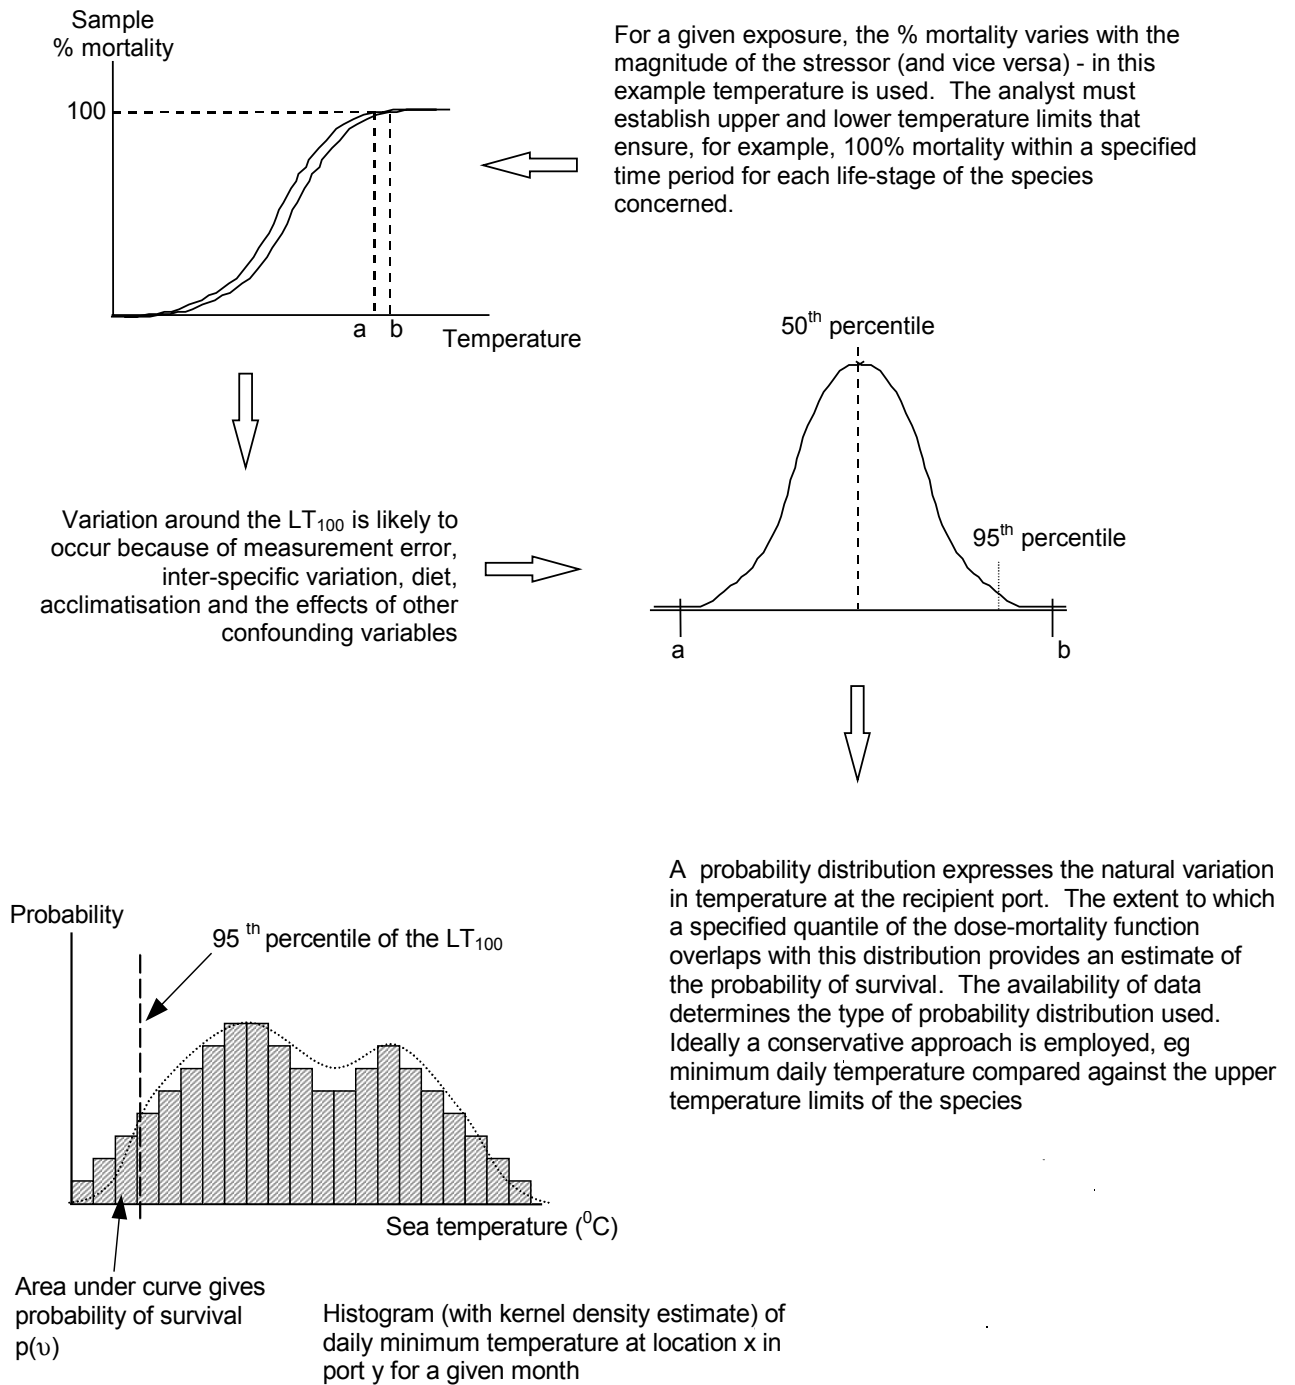 Sample
% mortality
For a given exposure, the % mortality varies with the
magnitude of the stressor (and vice versa) - in this
example temperature is used.  The analyst must
establish upper and lower temperature limits that
ensure, for example, 100% mortality within a specified
time period for each life-stage of the species
concerned.
100
a b
Temperature
50th percentile
95th percentile
a
b
Variation around the LT100 is likely to
occur because of measurement error,
inter-specific variation, diet,
acclimatisation and the effects of other
confounding variables
A  probability distribution expresses the natural variation
in temperature at the recipient port.  The extent to which
a specified quantile of the dose-mortality function
overlaps with this distribution provides an estimate of
the probability of survival.  The availability of data
determines the type of probability distribution used.
Ideally a conservative approach is employed, eg
minimum daily temperature compared against the upper
temperature limits of the species
Probability
95 th percentile of the LT100
Sea temperature (0C)
Area under curve gives
probability of survival
p(υ)
Histogram (with kernel density estimate) of
daily minimum temperature at location x in
port y for a given month